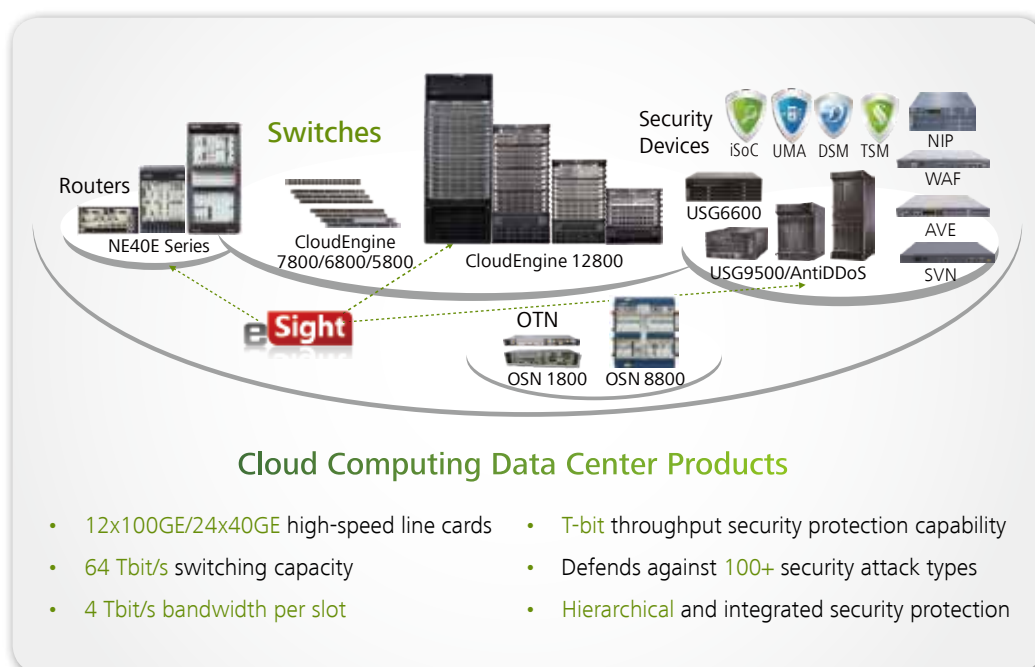 Switches
Security
Devices
iSoC
UMA
DSM
TSM
NIP
WAF
Routers
USG6600
NE40E Series
CloudEngine
7800/6800/5800
CloudEngine 12800
AVE
USG9500/AntiDDoS
SVN
eSight
OTN
OSN 1800
OSN 8800
Cloud Computing Data Center Products
• 12x100GE/24x40GE high-speed line cards
• 64 Tbit/s switching capacity
• 4 Tbit/s bandwidth per slot
• T-bit throughput security protection capability
• Defends against 100+ security attack types
• Hierarchical and integrated security protection